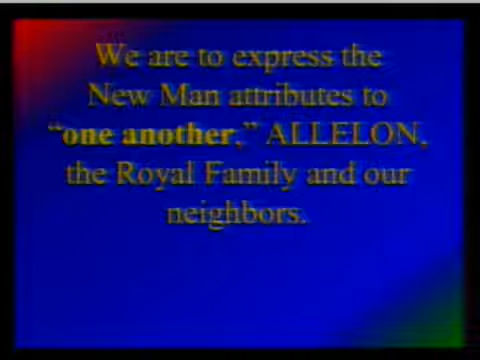 We are to express the
New Man attributes to
“one another,” ALLELON,
the Royal Family and our
neighbors.